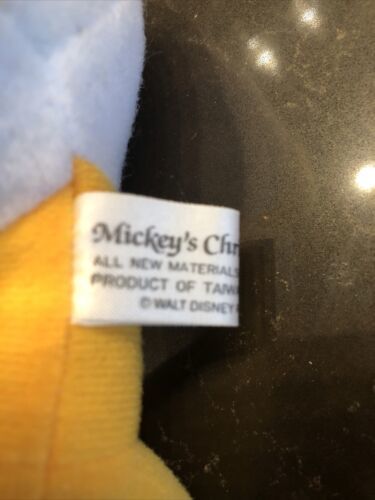 Mickey's Chr
ALL NEW MATERIALS
PRODUCT OF TAIW
© WALT DISNEY